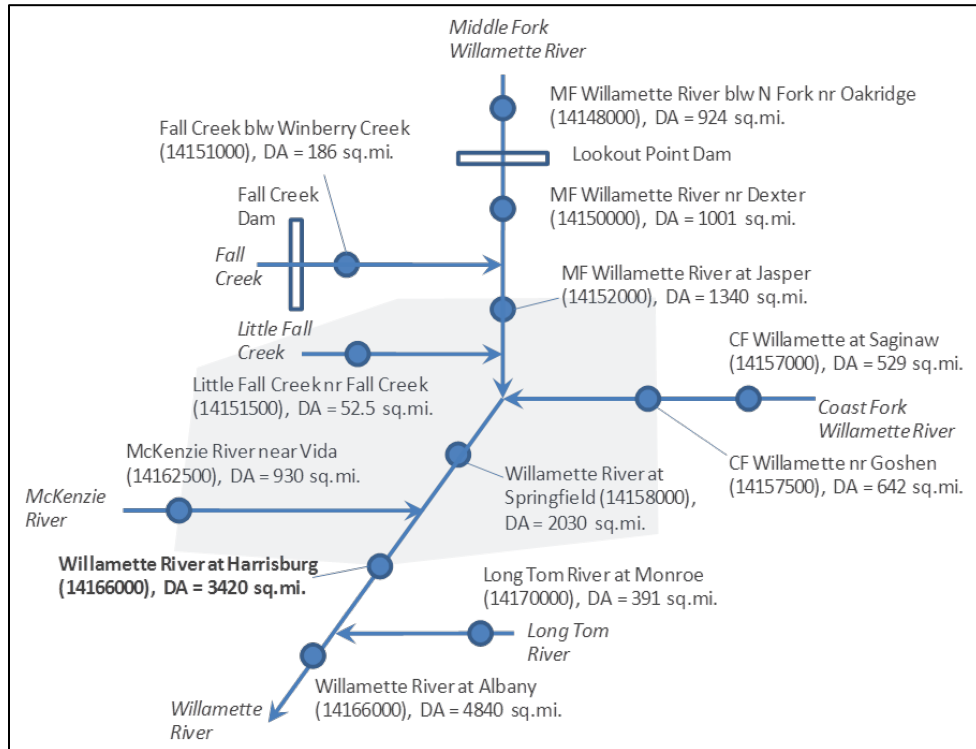 Middle Fork
Willamette River
MF Willamette River blw N Fork nr Oakridge
(14148000), DA = 924 sq.mi.
Fall Creek blw Winberry Creek
(14151000), DA = 186 sq.mi.
Lookout Point Dam
Fall Creek
Dam
MF Willamette River nr Dexter
(14150000), DA = 1001 sq.mi.
Fall
Creek
MF Willamette River at Jasper
(14152000), DA = 1340 sq.mi.
Little Fall
Creek
CF Willamette at Saginaw
(14157000), DA = 529 sq.mi.
Little Fall Creek nr Fall Creek
(14151500), DA = 52.5 sq.mi.
Coast Fork
Willamette River
McKenzie River near Vida
(14162500), DA = 930 sq.mi.
Willamette River at
Springfield (14158000),
DA = 2030 sq.mi.
CF Willamette nr Goshen
(14157500), DA = 642 sq.mi.
McKenzie
River
Willamette River at Harrisburg
(14166000), DA = 3420 sq.mi.
Long Tom River at Monroe
(14170000), DA = 391 sq.mi.
Long Tom
River
Willamette River at Albany
(14166000), DA = 4840 sq.mi.
Willamette
River